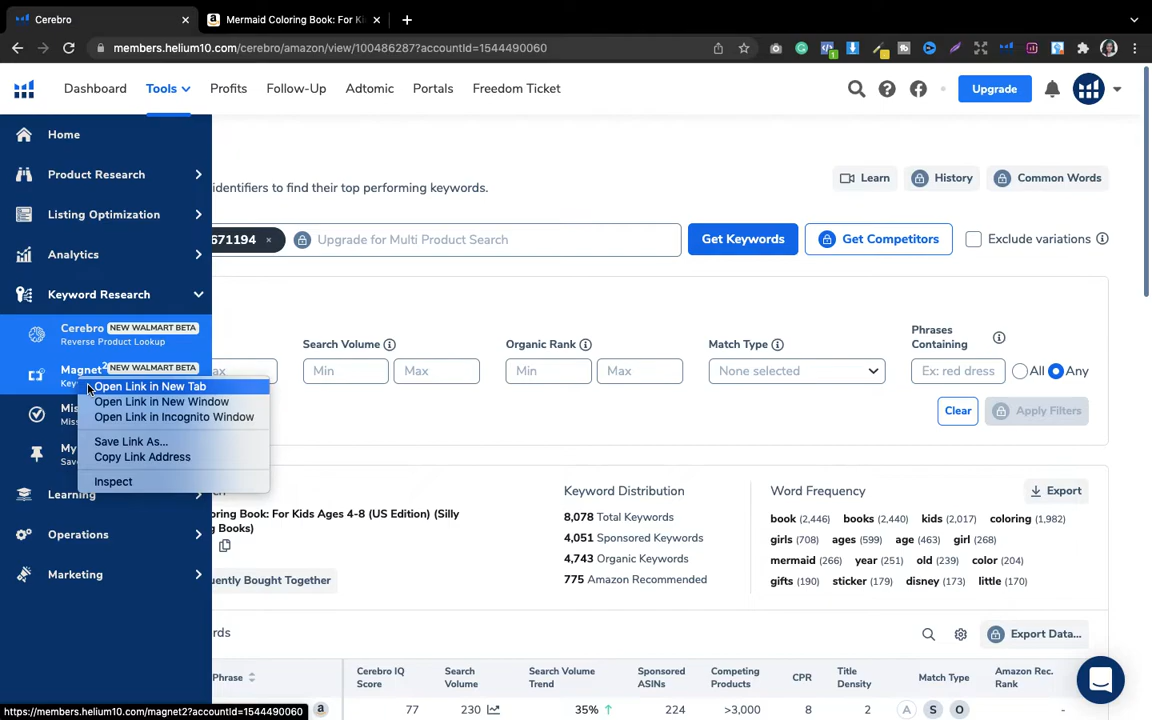 Cerebro
Mermaid Coloring Book: For Ki
members.helium10.com/cerebro/amazon/view/100486287?accountId=1544490060
Dashboard
Tools
Profits
Follow-Up
Adtomic
Portals
Freedom Ticket
Upgrade
Home
Product Research
Listing Optimization
Analytics
Keyword Research
Cerebro NEW WALMART BETA
Reverse Product Lookup
Magnet² NEW WALMART BETA
Key
Mis
Miss
My
Sav
Learning
Operations
Marketing
Open Link in New Tab
Open Link in New Window
Open Link in Incognito Window
Save Link As...
Copy Link Address
Inspect
identifiers to find their top performing keywords.
Learn
History
Common Words
671194 ×
Upgrade for Multi Product Search
Get Keywords
Get Competitors
Exclude variations
Search Volume
Organic Rank
Match Type
Phrases
Containing
Min
Max
Min
Max
None selected
Ex: red dress
All
Any
Clear
Apply Filters
oring Book: For Kids Ages 4-8 (US Edition) (Silly
g Books)
uently Bought Together
Keyword Distribution
8,078 Total Keywords
4,051 Sponsored Keywords
4,743 Organic Keywords
775 Amazon Recommended
Word Frequency
Export
book (2,446) books (2,440) kids (2,017) coloring (1,982)
girls (708) ages (599) age (463) girl (268)
mermaid (266) year (251) old (239) color (204)
gifts (190) sticker (179) disney (173) little (170)
rds
Export Data...
Phrase
Cerebro IQ
Score
Search
Volume
Search Volume
Trend
Sponsored
ASINs
Competing
Products
CPR
Title
Density
Match Type
Amazon Rec.
Rank
77
230
35%
224
>3,000
8
2
A S O
-
https://members.helium10.com/magnet2?accountId=1544490060